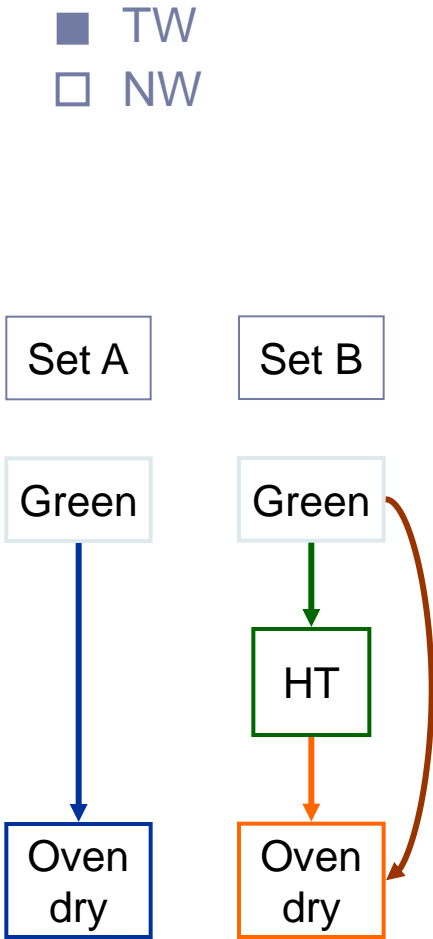 TW
NW
Set A
Set B
Green
Green
HT
Oven
dry
Oven
dry